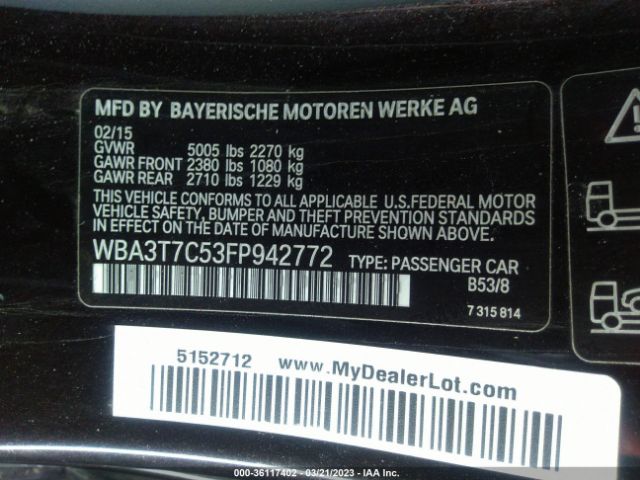 MFD BY BAYERISCHE MOTOREN WERKE AG
02/15
GVWR 5005 lbs 2270 kg
GAWR FRONT 2380 lbs 1080 kg
GAWR REAR 2710 lbs 1229 kg
THIS VEHICLE CONFORMS TO ALL APPLICABLE U.S.FEDERAL MOTOR
VEHICLE SAFETY, BUMPER AND THEFT PREVENTION STANDARDS
IN EFFECT ON THE DATE OF MANUFACTURE SHOWN ABOVE.
WBA3T7C53FP942772 TYPE: PASSENGER CAR
B53/8
7 315 814
5152712 www.MyDealerLot.com
000-36117402 - 03/21/2023 - IAA Inc.